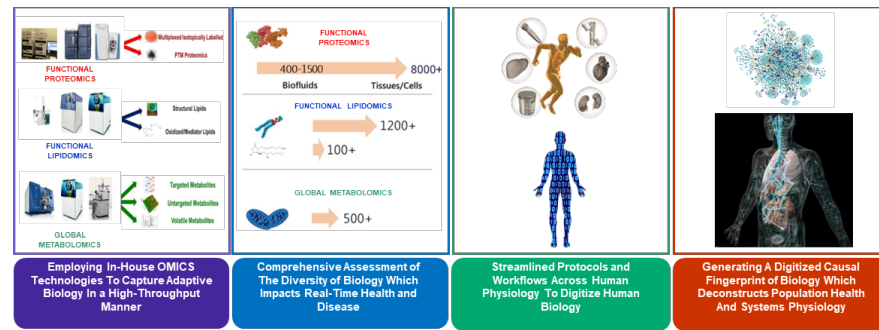 Multiplexed Isotopically Labelled
PTM Proteomics
FUNCTIONAL
PROTEOMICS
Structural Lipids
Oxidized/Mediator Lipids
FUNCTIONAL
LIPIDOMICS
Targeted Metabolites
Untargeted Metabolites
Volatile Metabolites
GLOBAL
METABOLOMICS
Employing In-House OMICS
Technologies To Capture Adaptive
Biology In a High-Throughput
Manner
FUNCTIONAL
PROTEOMICS
400-1500
8000+
Biofluids
Tissues/Cells
FUNCTIONAL LIPIDOMICS
1200+
100+
GLOBAL METABOLOMICS
500+
Comprehensive Assessment of
The Diversity of Biology Which
Impacts Real-Time Health and
Disease
Streamlined Protocols and
Workflows Across Human
Physiology To Digitize Human
Biology
Generating A Digitized Causal
Fingerprint of Biology Which
Deconstructs Population Health
And Systems Physiology